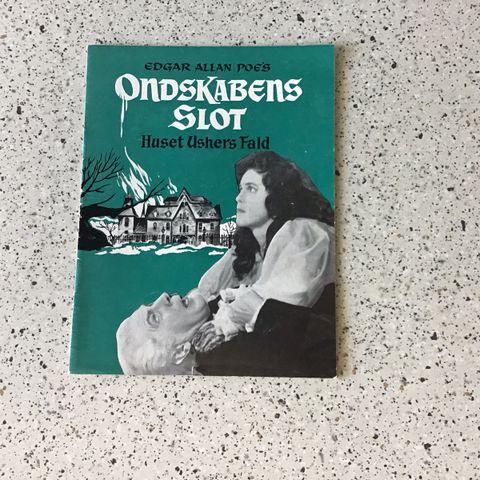 EDGAR ALLAN POE'S
ONDSKABENS
SLOT
Huset Ushers Fald